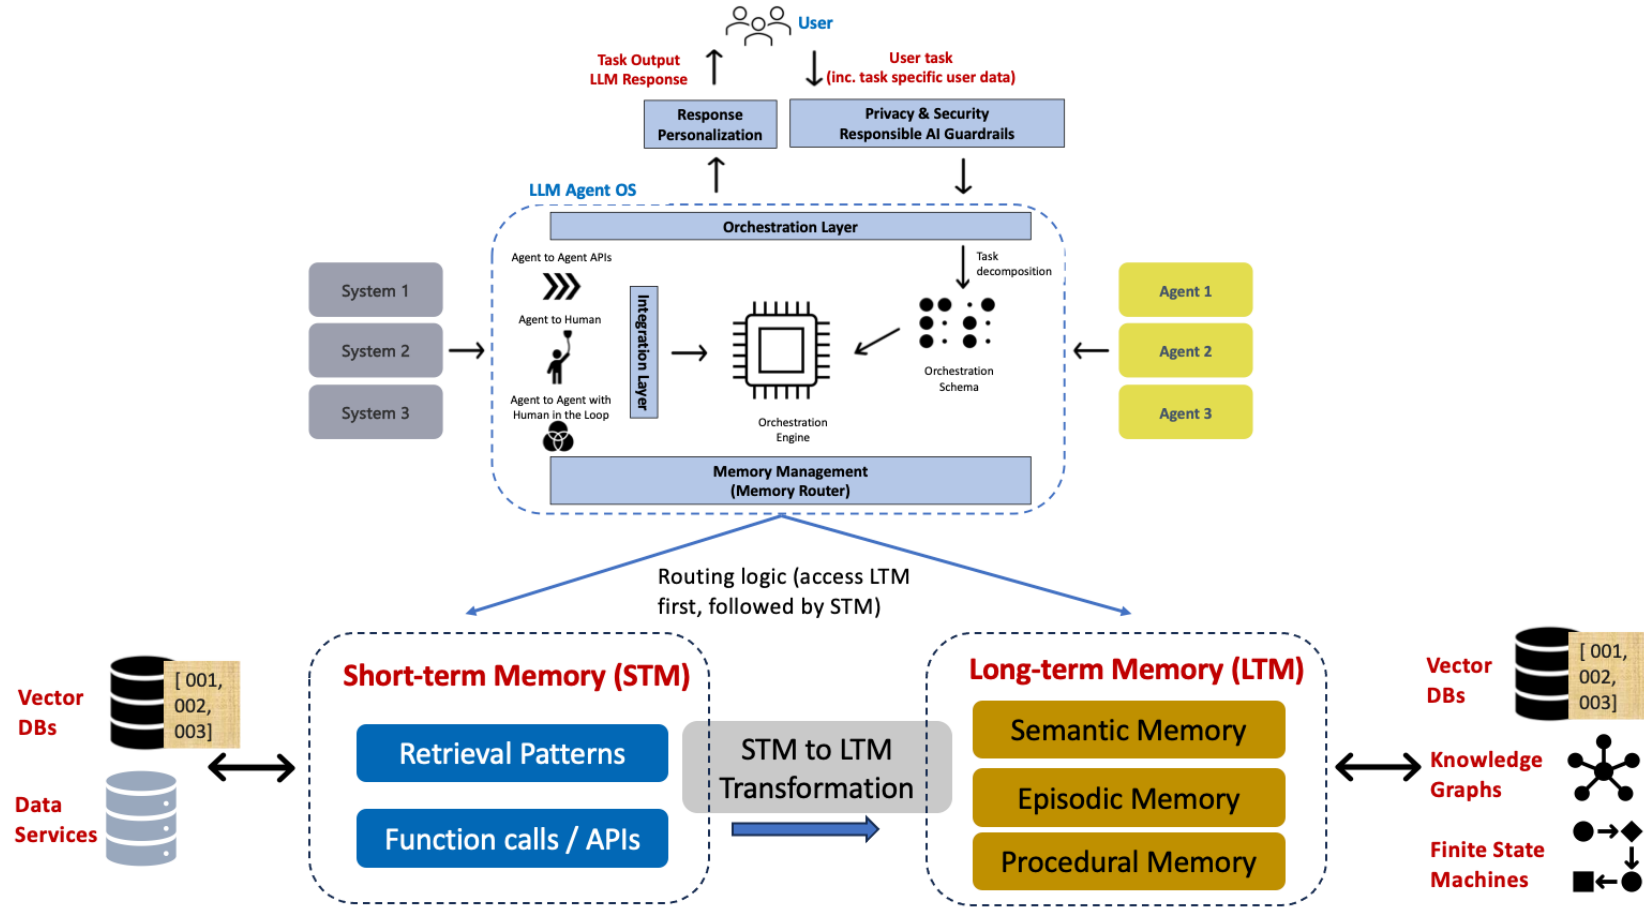 User
Task Output
LLM Response
User task
(inc. task specific user data)
Response
Personalization
Privacy & Security
Responsible AI Guardrails
LLM Agent OS
Orchestration Layer
Agent to Agent APIs
Task
decomposition
System 1
System 2
System 3
Agent to Human
Integration Layer
Agent to Agent with
Human in the Loop
Orchestration
Engine
Orchestration
Schema
Agent 1
Agent 2
Agent 3
Memory Management
(Memory Router)
Routing logic (access LTM
first, followed by STM)
Vector
DBs
[ 001,
002,
003]
Data
Services
Short-term Memory (STM)
Retrieval Patterns
Function calls / APIs
STM to LTM
Transformation
Long-term Memory (LTM)
Semantic Memory
Episodic Memory
Procedural Memory
Vector
DBs
[ 001,
002,
003]
Knowledge
Graphs
Finite State
Machines